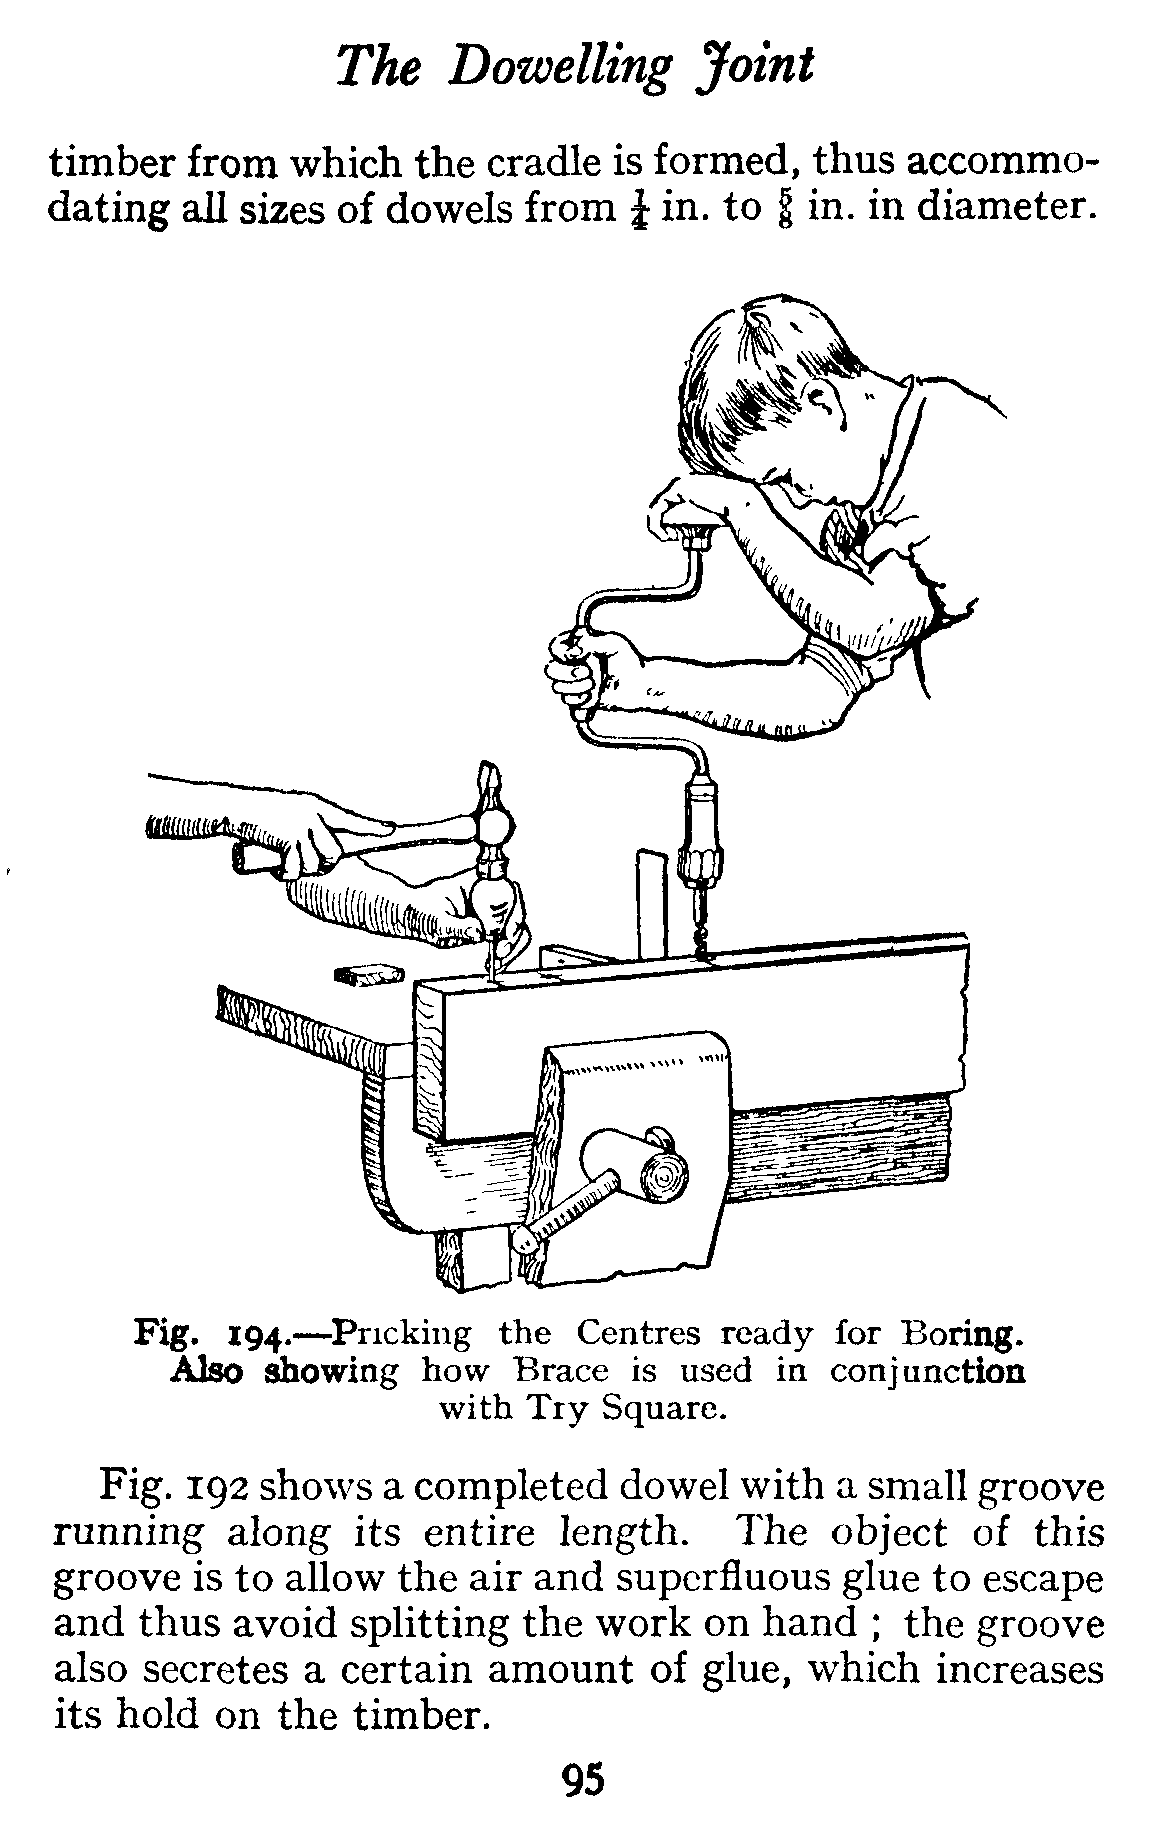 The Dowelling Joint
timber from which the cradle is formed, thus accommo-
dating all sizes of dowels from ¼ in. to ⅝ in. in diameter.
Fig. 194.—Pricking the Centres ready for Boring.
Also showing how Brace is used in conjunction
with Try Square.
Fig. 192 shows a completed dowel with a small groove
running along its entire length. The object of this
groove is to allow the air and superfluous glue to escape
and thus avoid splitting the work on hand ; the groove
also secretes a certain amount of glue, which increases
its hold on the timber.
95